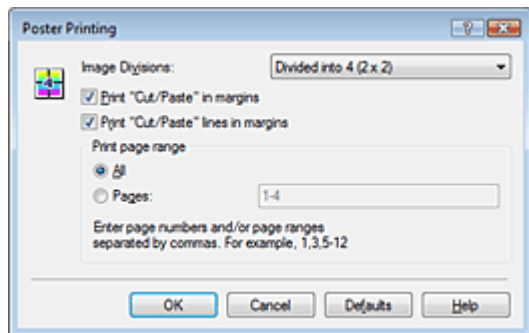 Poster Printing
Image Divisions: Divided into 4 (2 x 2)
4
Print "Cut/Paste" in margins
Print "Cut/Paste" lines in margins
Print page range
All
Pages: 1-4
Enter page numbers and/or page ranges
separated by commas. For example, 1,3,5-12
OK Cancel Defaults Help